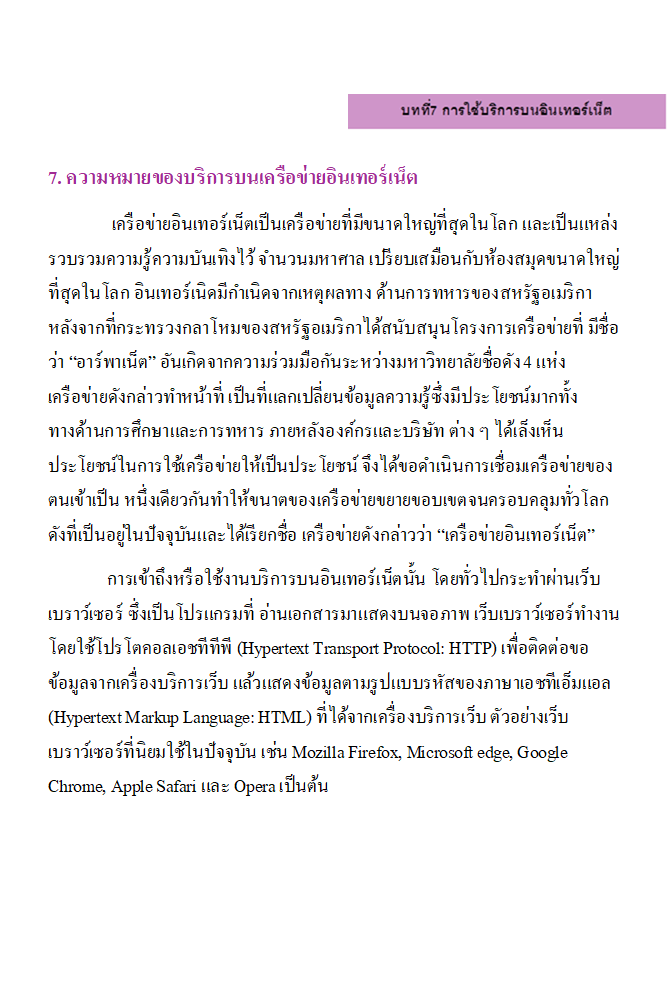 บทที่7 การใช้บริการบนอินเทอร์เน็ต
7. ความหมายของบริการบนเครือข่ายอินเทอร์เน็ต
เครือข่ายอินเทอร์เน็ตเป็นเครือข่ายที่มีขนาดใหญ่ที่สุดในโลก และเป็นแหล่ง
รวบรวมความรู้ความบันเทิงไว้ จำนวนมหาศาล เปรียบเสมือนกับห้องสมุดขนาดใหญ่
ที่สุดในโลก อินเทอร์เนิดมีกำเนิดจากเหตุผลทาง ด้านการทหารของสหรัฐอเมริกา
หลังจากที่กระทรวงกลาโหมของสหรัฐอเมริกาได้สนับสนุนโครงการเครือข่ายที่ มีชื่อ
ว่า “อาร์พาเน็ต” อันเกิดจากความร่วมมือกันระหว่างมหาวิทยาลัยชื่อดัง 4 แห่ง
เครือข่ายดังกล่าวทำหน้าที่ เป็นที่แลกเปลี่ยนข้อมูลความรู้ซึ่งมีประโยชน์มากทั้ง
ทางด้านการศึกษาและการทหาร ภายหลังองค์กรและบริษัท ต่าง ๆ ได้เล็งเห็น
ประโยชน์ในการใช้เครือข่ายให้เป็นประโยชน์ จึงได้ขอดำเนินการเชื่อมเครือข่ายของ
ตนเข้าเป็น หนึ่งเดียวกันทำให้ขนาตของเครือข่ายขยายขอบเขตจนครอบคลุมทั่วโลก
ดังที่เป็นอยู่ในปัจจุบันและได้เรียกชื่อ เครือข่ายดังกล่าวว่า “เครือข่ายอินเทอร์เน็ต”
การเข้าถึงหรือใช้งานบริการบนอินเทอร์เน็ตนั้น โดยทั่วไปกระทำผ่านเว็บ
เบราว์เซอร์ ซึ่งเป็นโปรแกรมที่ อ่านเอกสารมาแสดงบนจอภาพ เว็บเบราว์เซอร์ทำงาน
โดยใช้โปรโตคอลเอชทีทีพี (Hypertext Transport Protocol: HTTP) เพื่อติดต่อขอ
ข้อมูลจากเครื่องบริการเว็บ แล้วแสดงข้อมูลตามรูปแบบรหัสของภาษาเอชทีเอ็มแอล
(Hypertext Markup Language: HTML) ที่ได้จากเครื่องบริการเว็บ ตัวอย่างเว็บ
เบราว์เซอร์ที่นิยมใช้ในปัจจุบัน เช่น Mozilla Firefox, Microsoft edge, Google
Chrome, Apple Safari และ Opera เป็นต้น